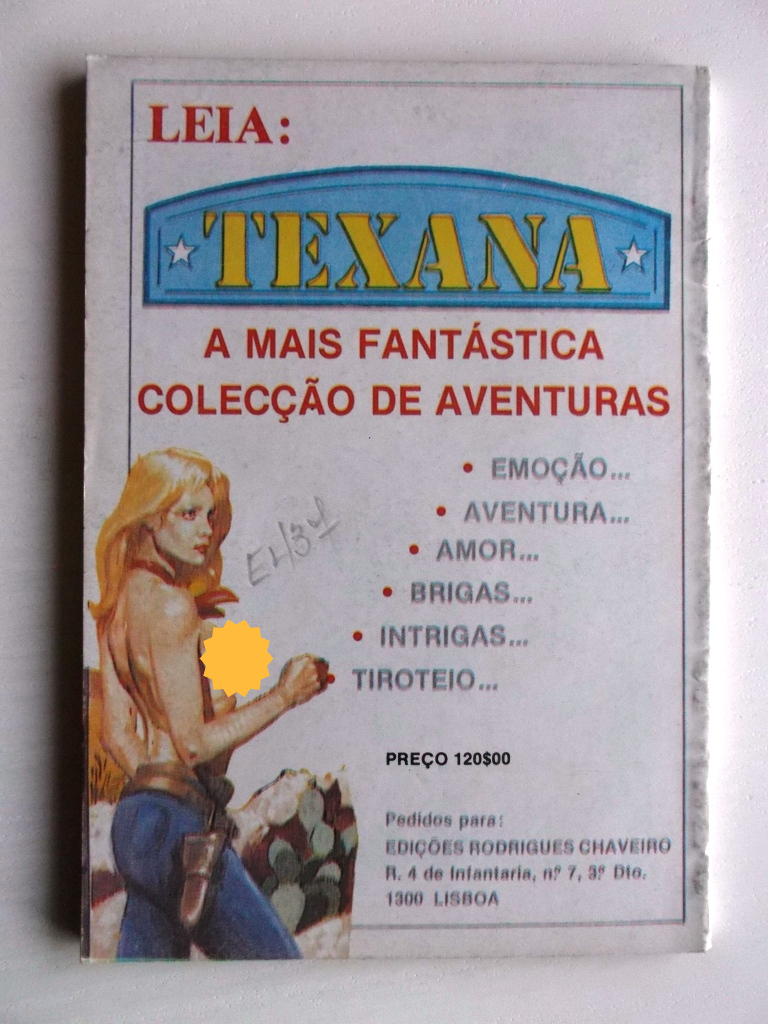 LEIA:
TEXANA
A MAIS FANTÁSTICA
COLECÇÃO DE AVENTURAS
• EMOÇÃO...
• AVENTURA...
• AMOR...
• BRIGAS...
• INTRIGAS...
• TIROTEIO...
PREÇO 120$00
Pedidos para:
EDIÇÕES RODRIGUES CHAVEIRO
R. 4 de Infantaria, nº 7, 3º Dto.
1300 LISBOA